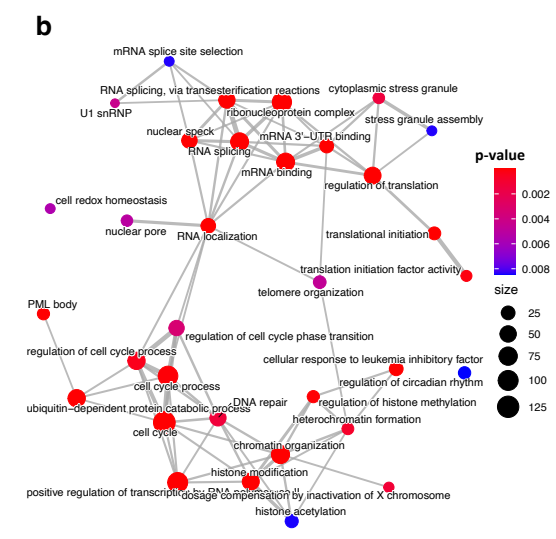 b
mRNA splice site selection
RNA splicing, via transesterification reactions
cytoplasmic stress granule
U1 snRNP
ribonucleoprotein complex
stress granule assembly
nuclear speck
mRNA 3'−UTR binding
RNA splicing
mRNA binding
regulation of translation
p-value
0.002
0.004
0.006
0.008
cell redox homeostasis
nuclear pore
RNA localization
translational initiation
translation initiation factor activity
telomere organization
size
25
50
75
100
125
PML body
regulation of cell cycle phase transition
regulation of cell cycle process
cellular response to leukemia inhibitory factor
cell cycle process
regulation of circadian rhythm
ubiquitin−dependent protein catabolic process
DNA repair
regulation of histone methylation
cell cycle
heterochromatin formation
chromatin organization
histone modification
positive regulation of transcription by RNA polymerase II
dosage compensation by inactivation of X chromosome
histone acetylation